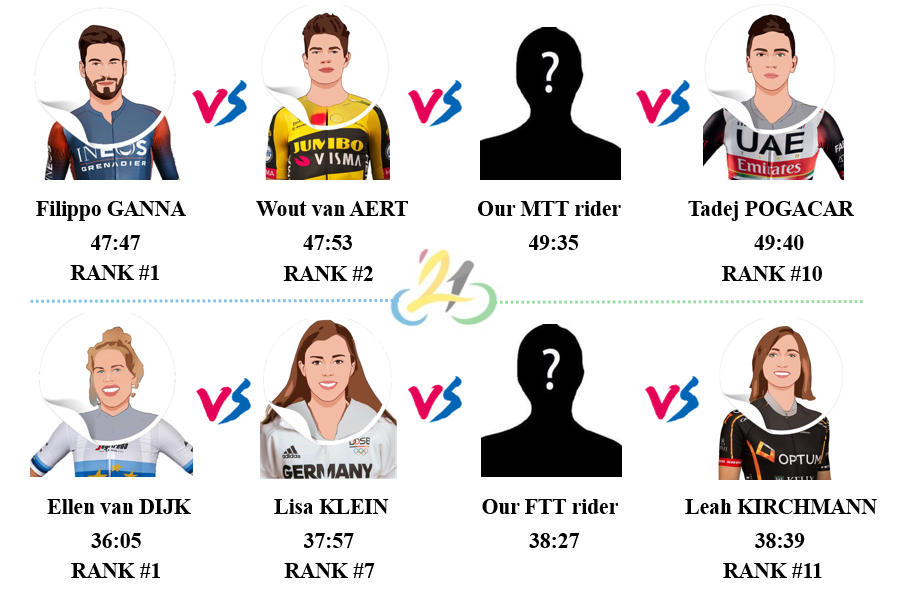 ?
VS VS VS
INEOS
GRENADIER
JUMBO
VISMA
UAE
Emirates
Filippo GANNA Wout van AERT Our MTT rider Tadej POGACAR
47:47 47:53 49:35 49:40
RANK #1 RANK #2 RANK #10
'21
?
VS VS VS
adidas
GERMANY
OPTUM
Ellen van DIJK Lisa KLEIN Our FTT rider Leah KIRCHMANN
36:05 37:57 38:27 38:39
RANK #1 RANK #7 RANK #11